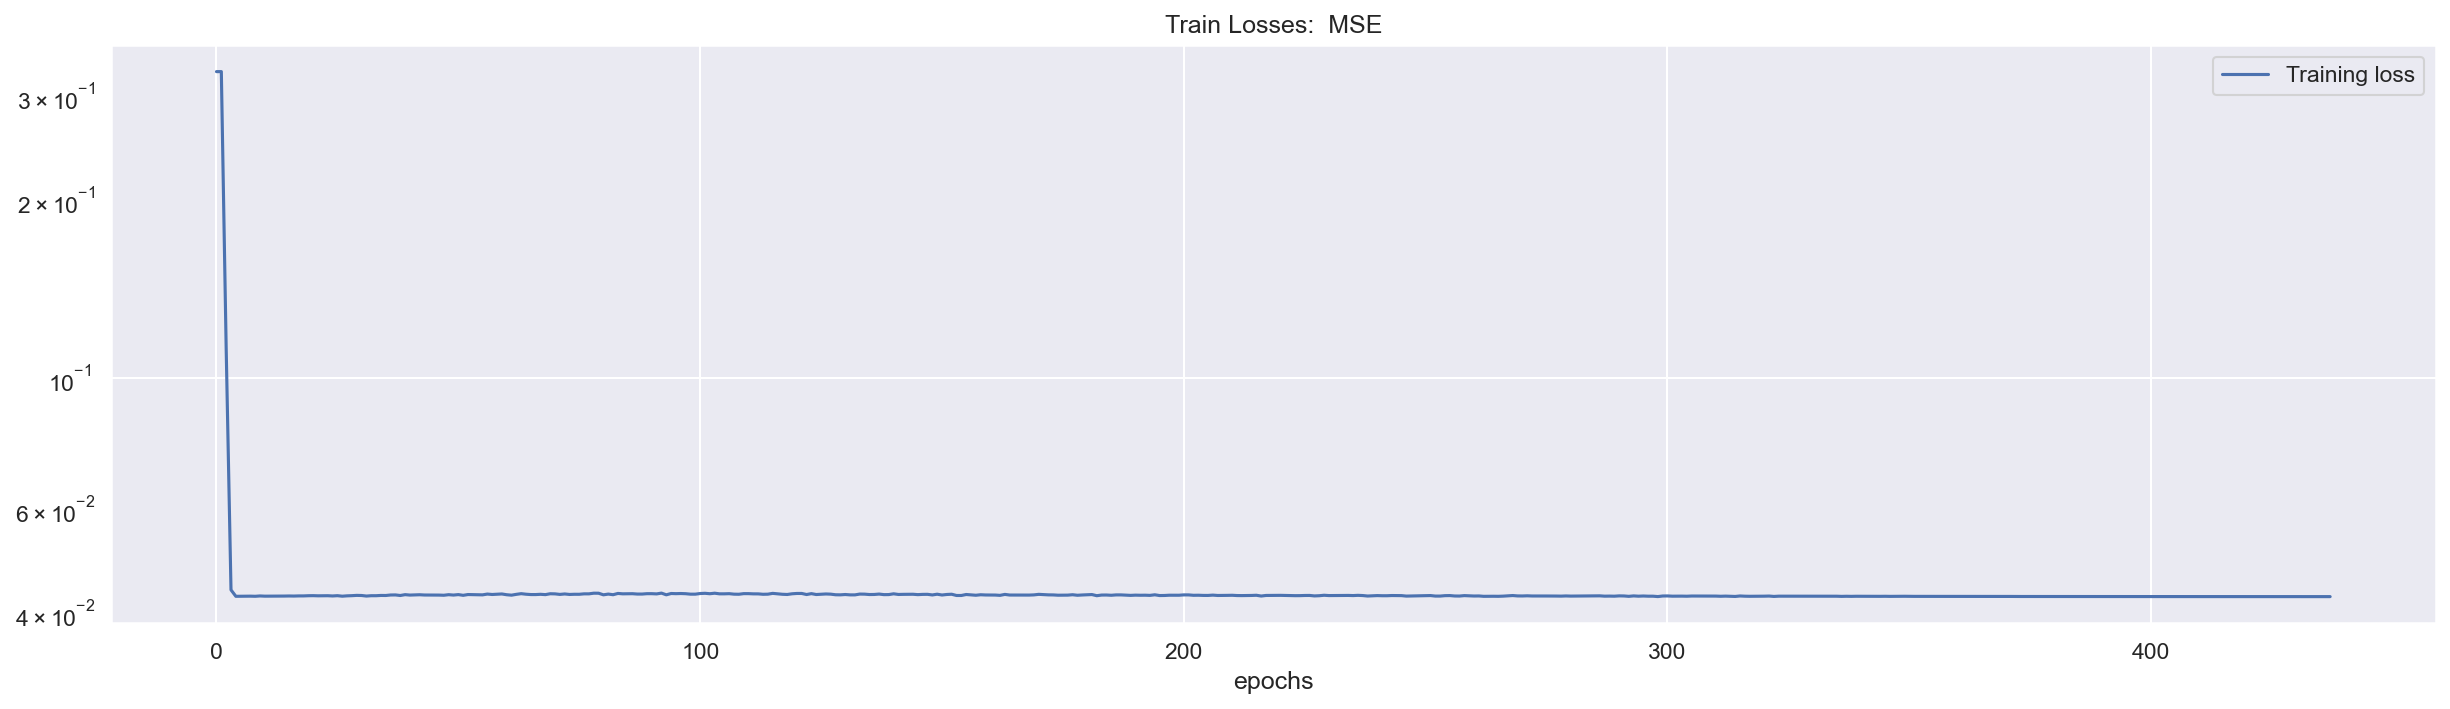 Train Losses:  MSE
Training loss
3 × 10⁻¹
2 × 10⁻¹
10⁻¹
6 × 10⁻²
4 × 10⁻²
0 100 200 300 400
epochs